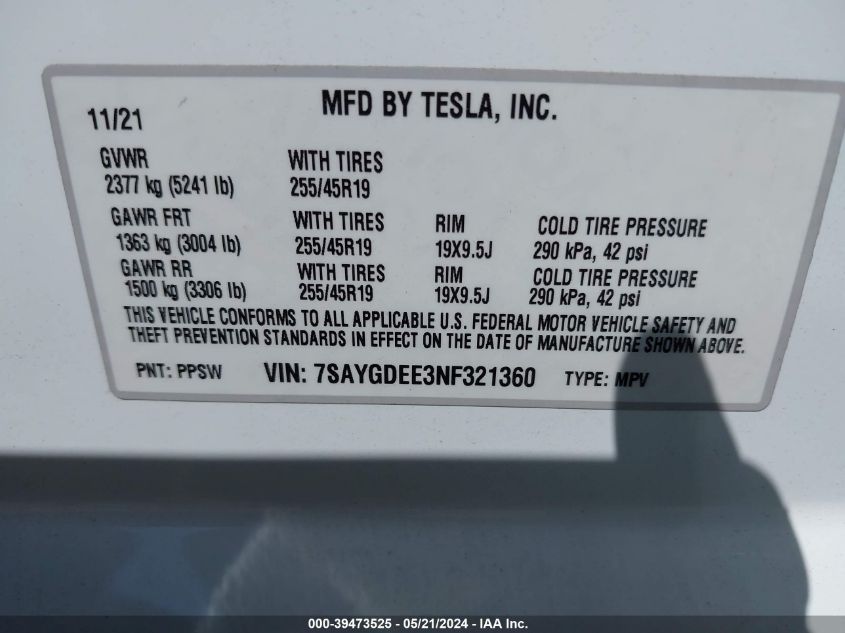 MFD BY TESLA, INC.
11/21
GVWR WITH TIRES
2377 kg (5241 lb) 255/45R19
GAWR FRT WITH TIRES RIM COLD TIRE PRESSURE
1363 kg (3004 lb) 255/45R19 19X9.5J 290 kPa, 42 psi
GAWR RR WITH TIRES RIM COLD TIRE PRESSURE
1500 kg (3306 lb) 255/45R19 19X9.5J 290 kPa, 42 psi
THIS VEHICLE CONFORMS TO ALL APPLICABLE U.S. FEDERAL MOTOR VEHICLE SAFETY AND
THEFT PREVENTION STANDARDS IN EFFECT ON THE DATE OF MANUFACTURE SHOWN ABOVE.
PNT: PPSW VIN: 7SAYGDEE3NF321360 TYPE: MPV
000-39473525 - 05/21/2024 - IAA Inc.